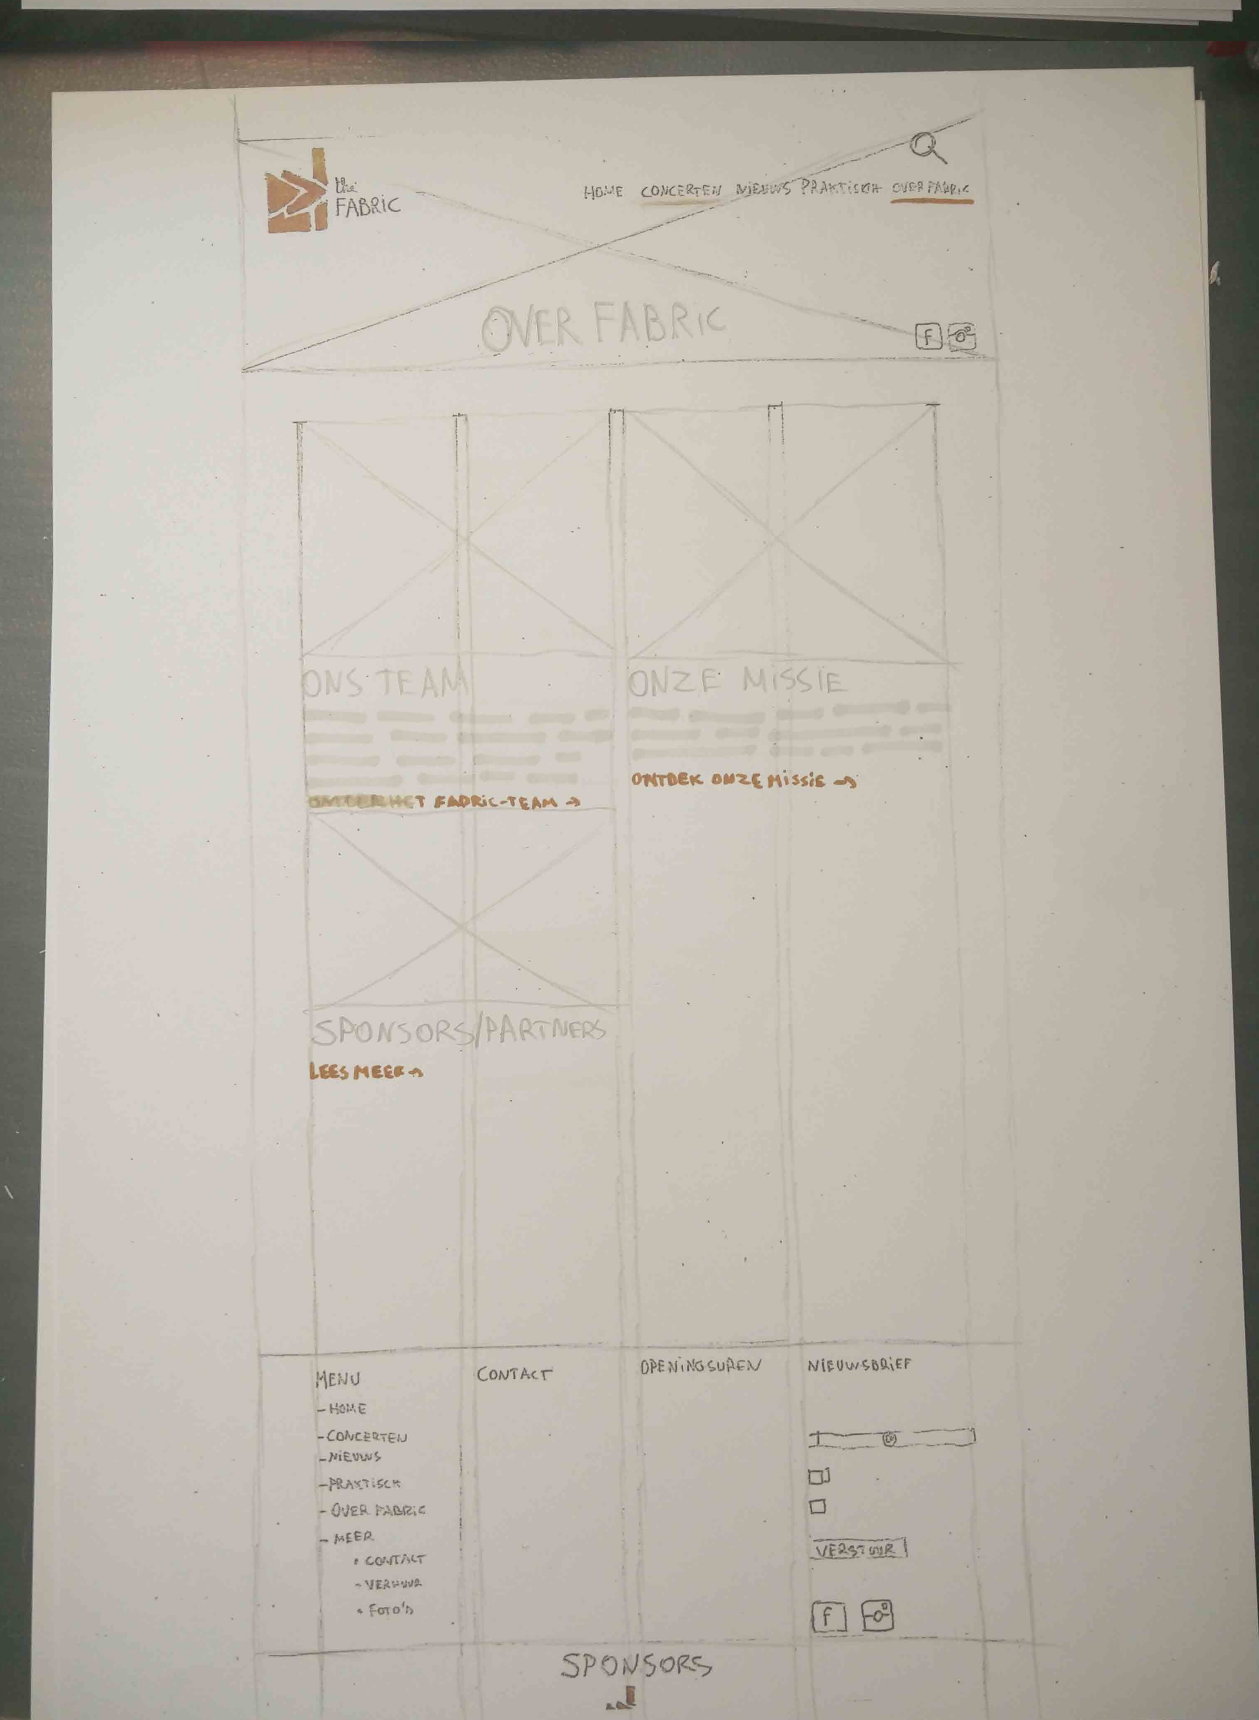 the
FABRIC
HOME CONCERTEN NIEUWS PRAKTISCH OVER FABRIC
OVER FABRIC
f
ONS TEAM
ONZE MISSIE
ONTDEK ONZE MISSIE →
HET FABRIC-TEAM →
SPONSORS/PARTNERS
LEES MEER →
MENU
- HOME
- CONCERTEN
- NIEUWS
- PRAKTISCH
- OVER FABRIC
- MEER
• CONTACT
- VERHUUR
• FOTO'S
CONTACT
OPENINGSUREN
NIEUWSBRIEF
@
VERSTUUR
f
SPONSORS